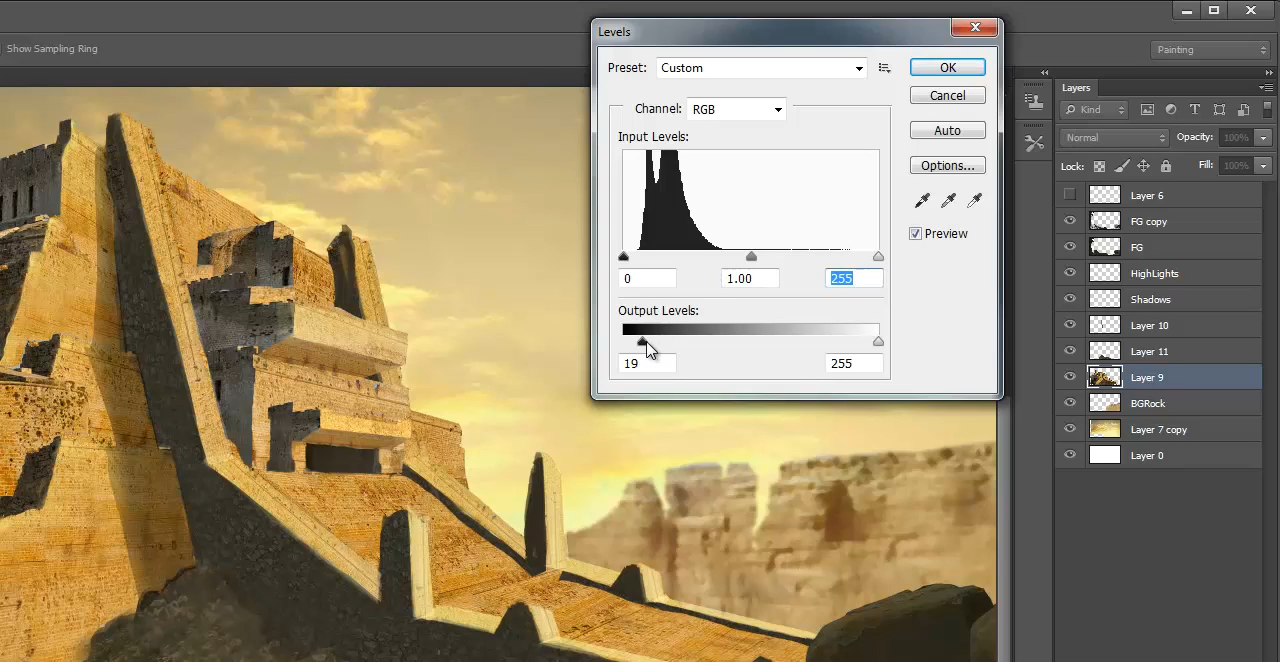 Show Sampling Ring
Painting
Levels
Preset: Custom
Channel: RGB
Input Levels:
0 1.00 255
Output Levels:
19 255
OK
Cancel
Auto
Options...
Preview
Layers
Kind
Normal Opacity: 100%
Lock: Fill: 100%
Layer 6
FG copy
FG
HighLights
Shadows
Layer 10
Layer 11
Layer 9
BGRock
Layer 7 copy
Layer 0